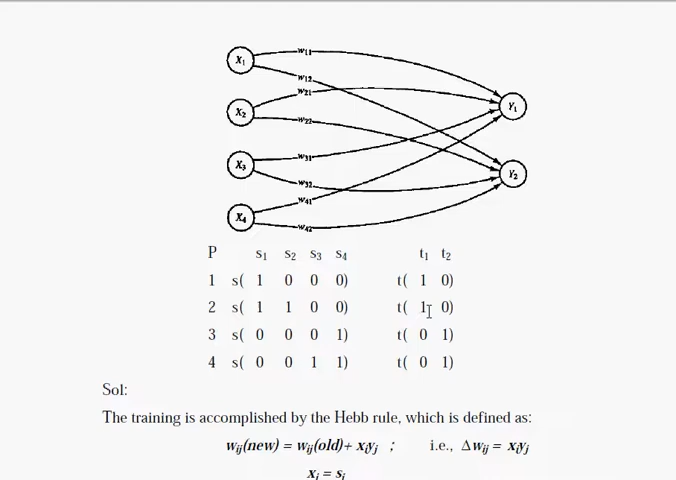 X1
w11
w12
w21
Y1
X2
w22
w31
X3
Y2
w32
w41
X4
w42
P s1 s2 s3 s4 t1 t2
1 s( 1 0 0 0) t( 1 0)
2 s( 1 1 0 0) t( 1 0)
3 s( 0 0 0 1) t( 0 1)
4 s( 0 0 1 1) t( 0 1)
Sol:
The training is accomplished by the Hebb rule, which is defined as:
wij(new) = wij(old)+ xiyj ; i.e., Δwij = xiyj
xi = si